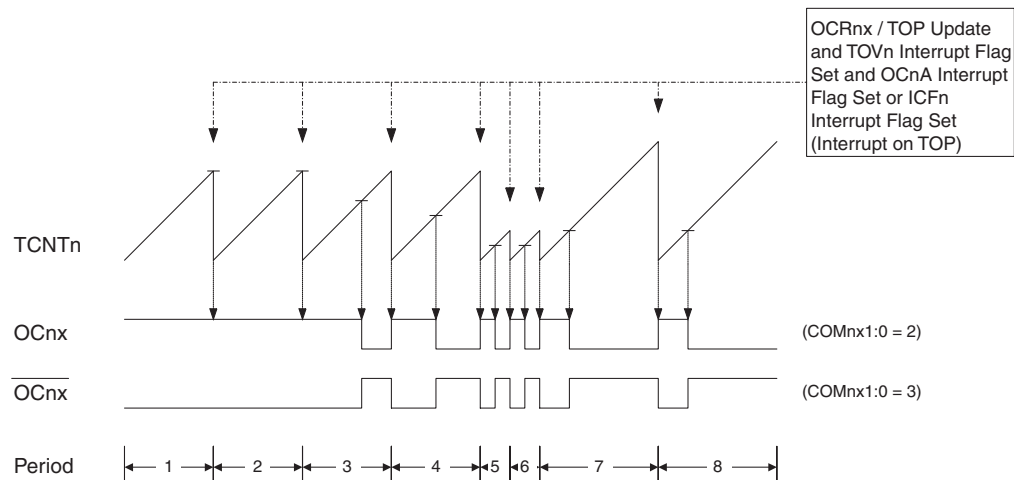 OCRnx / TOP Update
and TOVn Interrupt Flag
Set and OCnA Interrupt
Flag Set or ICFn
Interrupt Flag Set
(Interrupt on TOP)
TCNTn
OCnx
(COMnx1:0 = 2)
OCnx
(COMnx1:0 = 3)
Period
1 2 3 4 5 6 7 8